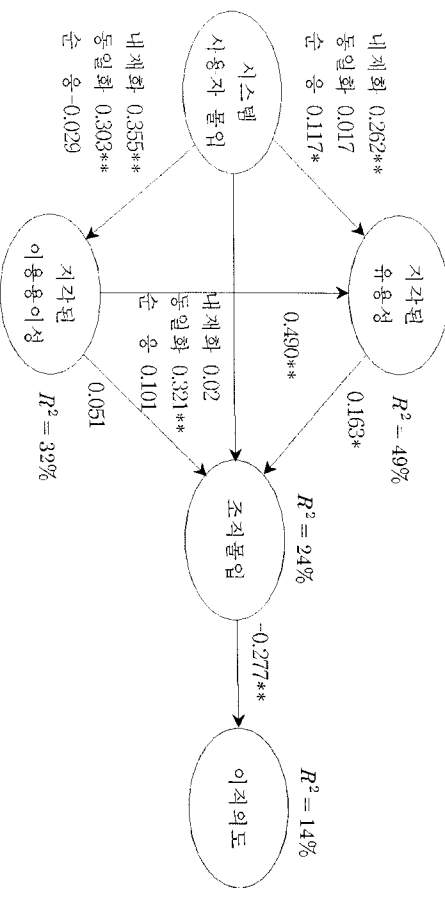 내재화 0.262**
동일화 0.017
순 응 0.117*
지각된
유용성
R² = 49%
0.163*
시스템
사용자 몰입
0.490**
내재화 0.02
동일화 0.321**
순 응 0.101
R² = 24%
조직몰입
-0.277**
R² = 14%
이직의도
내재화 0.355**
동일화 0.303**
순 응 -0.029
지각된
이용용이성
R² = 32%
0.051